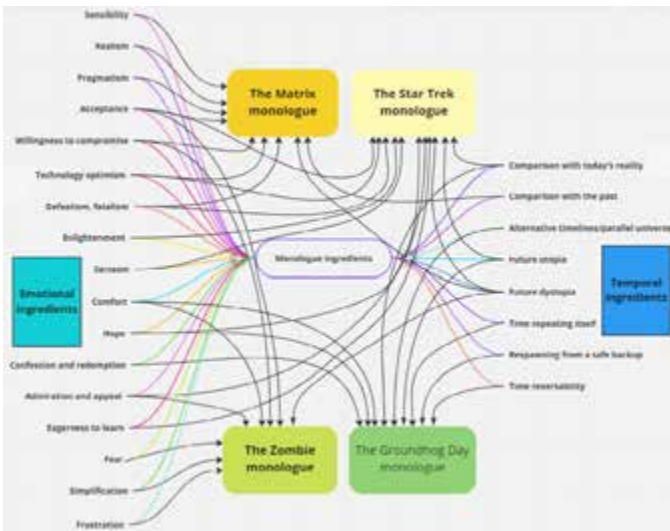 Sensibility
Realism
Pragmatism
Acceptance
Willingness to compromise
Technology optimism
Defeatism, fatalism
Enlightenment
Sarcasm
Comfort
Hope
Confession and redemption
Admiration and appeal
Eagerness to learn
Fear
Simplification
Frustration
Emotional
ingredients
The Matrix
monologue
The Star Trek
monologue
Monologue ingredients
The Zombie
monologue
The Groundhog Day
monologue
Comparison with today's reality
Comparison with the past
Alternative timelines/parallel universe
Future utopia
Future dystopia
Time repeating itself
Respawning from a safe backup
Time reversability
Temporal
ingredients